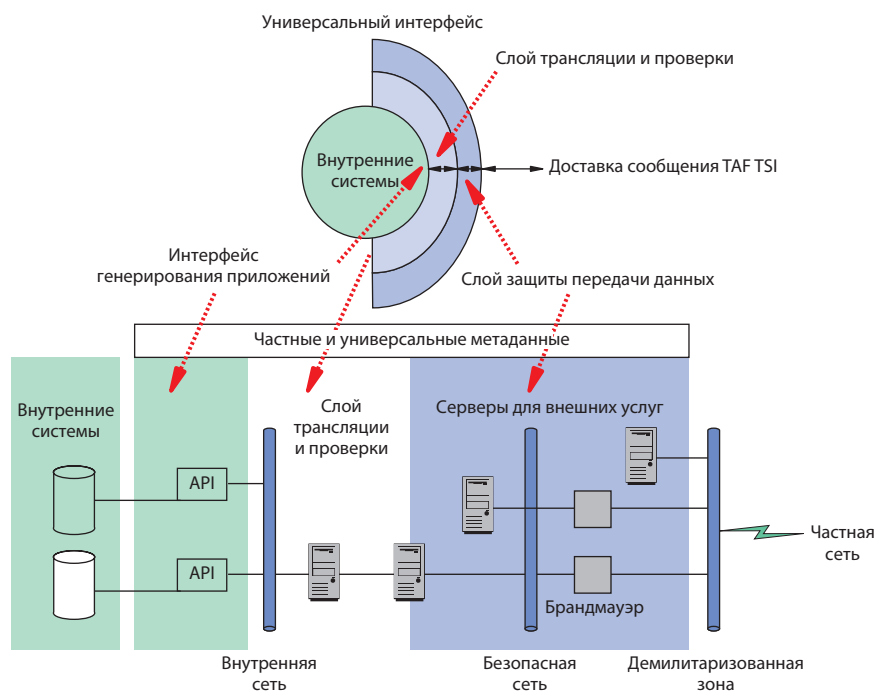 Универсальный интерфейс
Слой трансляции и проверки
Внутренние
системы
Доставка сообщения TAF TSI
Интерфейс
генерирования приложений
Слой защиты передачи данных
Частные и универсальные метаданные
Внутренние
системы
Слой
трансляции
и проверки
Серверы для внешних услуг
API
API
Частная
сеть
Брандмауэр
Внутренняя
сеть
Безопасная
сеть
Демилитаризованная
зона